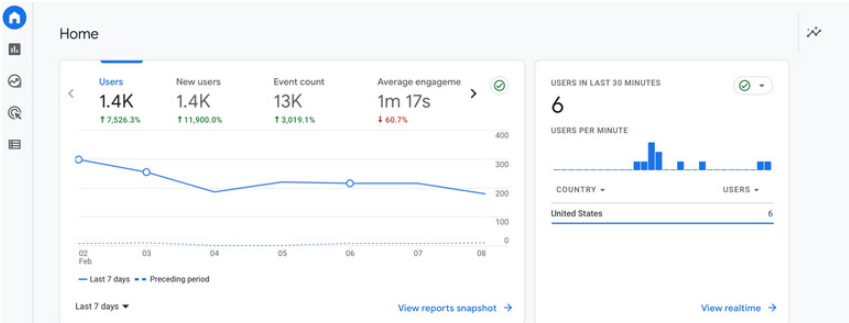 Home
Users
1.4K
↑ 7,526.3%
New users
1.4K
↑ 11,900.0%
Event count
13K
↑ 3,019.1%
Average engageme
1m 17s
↓ 60.7%
400
300
200
100
0
02
Feb
03
04
05
06
07
08
Last 7 days
Preceding period
Last 7 days
View reports snapshot
USERS IN LAST 30 MINUTES
6
USERS PER MINUTE
COUNTRY
USERS
United States
6
View realtime